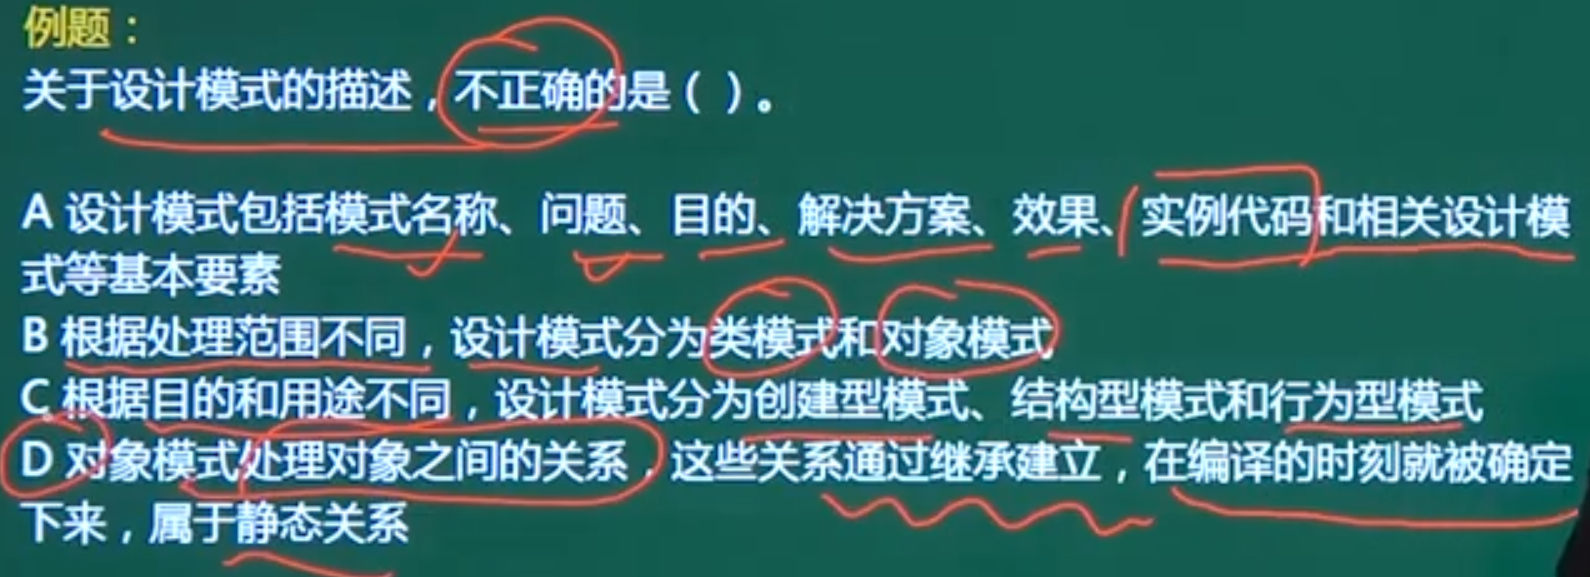 例题：
关于设计模式的描述，不正确的是（ ）。
A 设计模式包括模式名称、问题、目的、解决方案、效果、实例代码和相关设计模
式等基本要素
B 根据处理范围不同，设计模式分为类模式和对象模式
C 根据目的和用途不同，设计模式分为创建型模式、结构型模式和行为型模式
D 对象模式处理对象之间的关系，这些关系通过继承建立，在编译的时刻就被确定
下来，属于静态关系